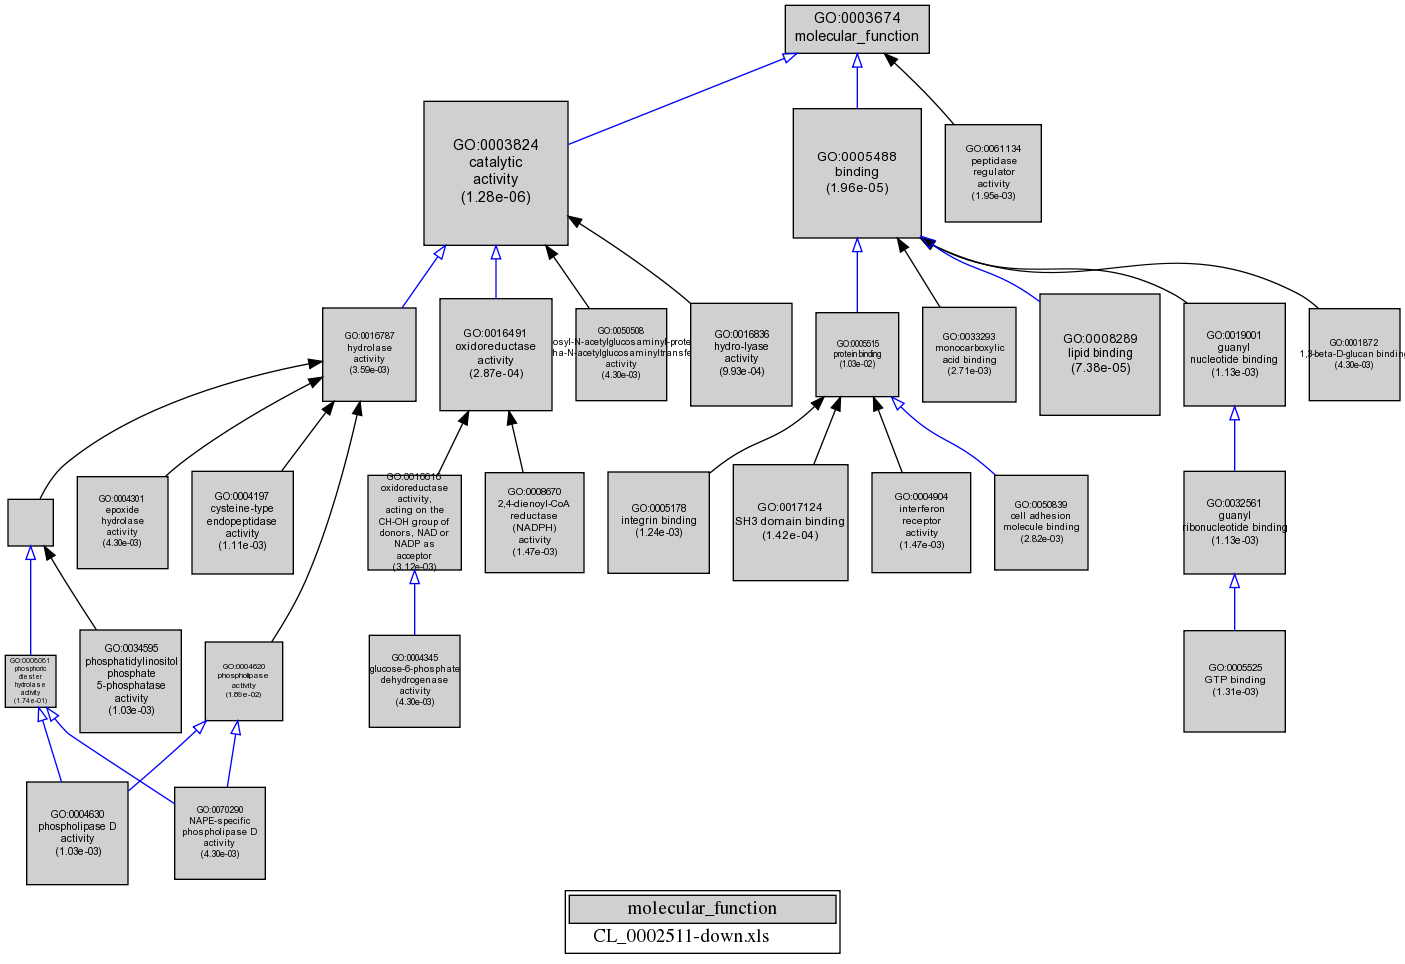 GO:0003674
molecular_function
GO:0003824
catalytic
activity
(1.28e-06)
GO:0005488
binding
(1.96e-05)
GO:0061134
peptidase
regulator
activity
(1.95e-03)
GO:0016787
hydrolase
activity
(3.59e-03)
GO:0016491
oxidoreductase
activity
(2.87e-04)
GO:0050508
osyl-N-acetylglucosaminyl-prote
ha-N-acetylglucosaminyltransfe
activity
(4.30e-03)
GO:0016836
hydro-lyase
activity
(9.93e-04)
GO:0005515
protein binding
(1.03e-02)
GO:0033293
monocarboxylic
acid binding
(2.71e-03)
GO:0008289
lipid binding
(7.38e-05)
GO:0019001
guanyl
nucleotide binding
(1.13e-03)
GO:0001872
1,3-beta-D-glucan binding
(4.30e-03)
GO:0004301
epoxide
hydrolase
activity
(4.30e-03)
GO:0004197
cysteine-type
endopeptidase
activity
(1.11e-03)
GO:0016616
oxidoreductase
activity,
acting on the
CH-OH group of
donors, NAD or
NADP as
acceptor
(3.12e-03)
GO:0008670
2,4-dienoyl-CoA
reductase
(NADPH)
activity
(1.47e-03)
GO:0005178
integrin binding
(1.24e-03)
GO:0017124
SH3 domain binding
(1.42e-04)
GO:0004904
interferon
receptor
activity
(1.47e-03)
GO:0050839
cell adhesion
molecule binding
(2.82e-03)
GO:0032561
guanyl
ribonucleotide binding
(1.13e-03)
GO:0008081
phosphoric
diester
hydrolase
activity
(1.74e-01)
GO:0034595
phosphatidylinositol
phosphate
5-phosphatase
activity
(1.03e-03)
GO:0004620
phospholipase
activity
(1.69e-02)
GO:0004345
glucose-6-phosphate
dehydrogenase
activity
(4.30e-03)
GO:0005525
GTP binding
(1.31e-03)
GO:0004630
phospholipase D
activity
(1.03e-03)
GO:0070290
NAPE-specific
phospholipase D
activity
(4.30e-03)
molecular_function
CL_0002511-down.xls